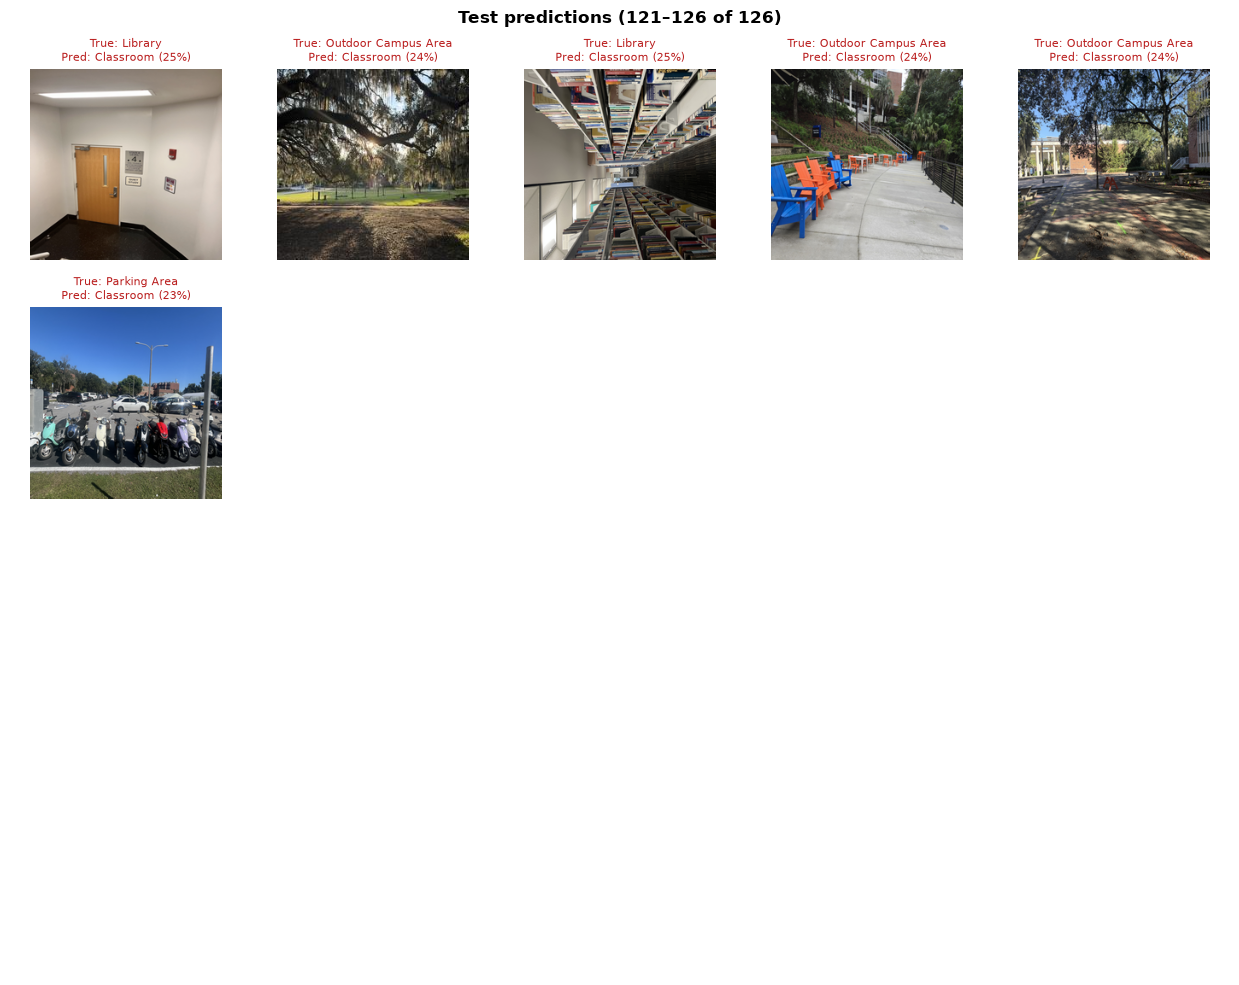 Test predictions (121–126 of 126)
True: Library
Pred: Classroom (25%)
True: Outdoor Campus Area
Pred: Classroom (24%)
True: Library
Pred: Classroom (25%)
True: Outdoor Campus Area
Pred: Classroom (24%)
True: Outdoor Campus Area
Pred: Classroom (24%)
True: Parking Area
Pred: Classroom (23%)